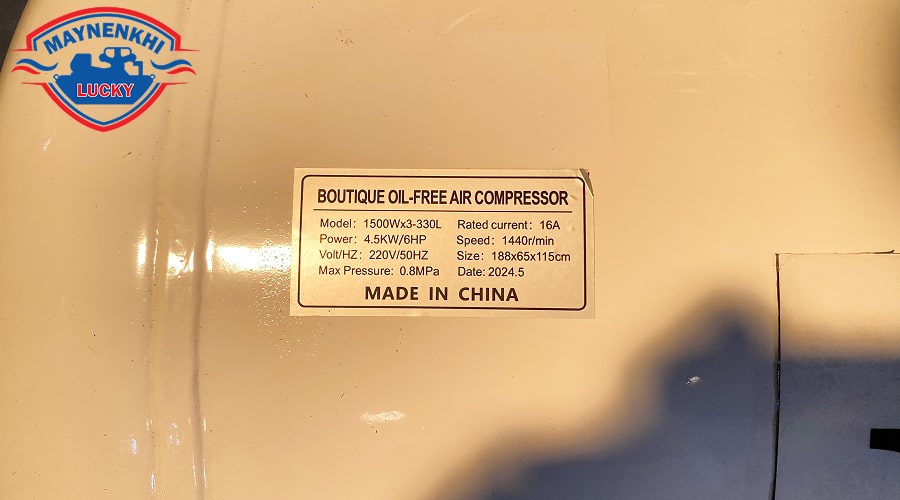 MAYNENKHI
LUCKY
BOUTIQUE OIL-FREE AIR COMPRESSOR
Model: 1500Wx3-330L Rated current: 16A
Power: 4.5KW/6HP Speed: 1440r/min
Volt/HZ: 220V/50HZ Size: 188x65x115cm
Max Pressure: 0.8MPa Date: 2024.5
MADE IN CHINA